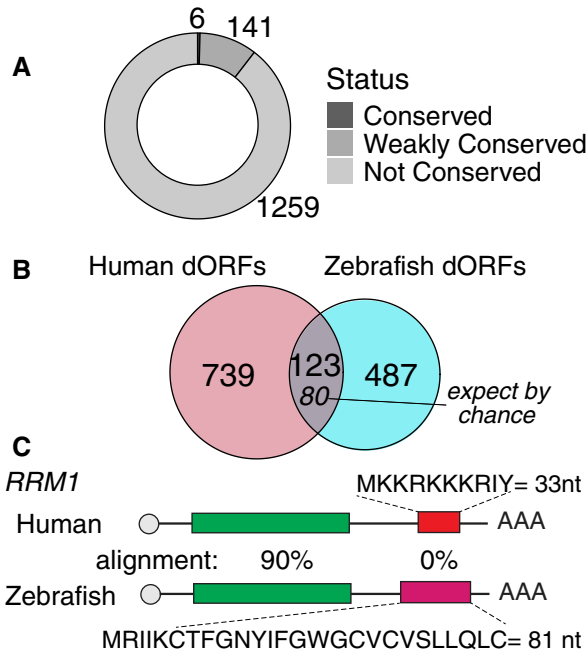 A
6
141
1259
Status
Conserved
Weakly Conserved
Not Conserved
B
Human dORFs
Zebrafish dORFs
739
123
80
487
expect by
chance
C
RRM1
MKKRKKKRIY= 33nt
Human
AAA
alignment:
90%
0%
Zebrafish
AAA
MRIIKCTFGNYIFGWGCVCVSLLQLC= 81 nt